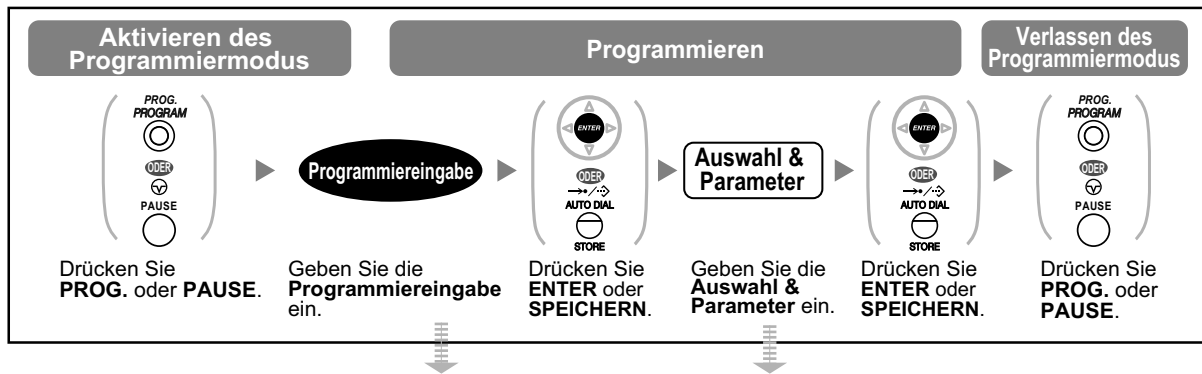 Aktivieren des
Programmiermodus
Programmieren
Verlassen des
Programmiermodus
PROG.
PROGRAM
ODER
PAUSE
Programmiereingabe
ENTER
ODER
AUTO DIAL
STORE
Auswahl &
Parameter
ENTER
ODER
AUTO DIAL
STORE
PROG.
PROGRAM
ODER
PAUSE
Drücken Sie
PROG. oder PAUSE.
Geben Sie die
Programmiereingabe
ein.
Drücken Sie
ENTER oder
SPEICHERN.
Geben Sie die
Auswahl &
Parameter ein.
Drücken Sie
ENTER oder
SPEICHERN.
Drücken Sie
PROG. oder
PAUSE.